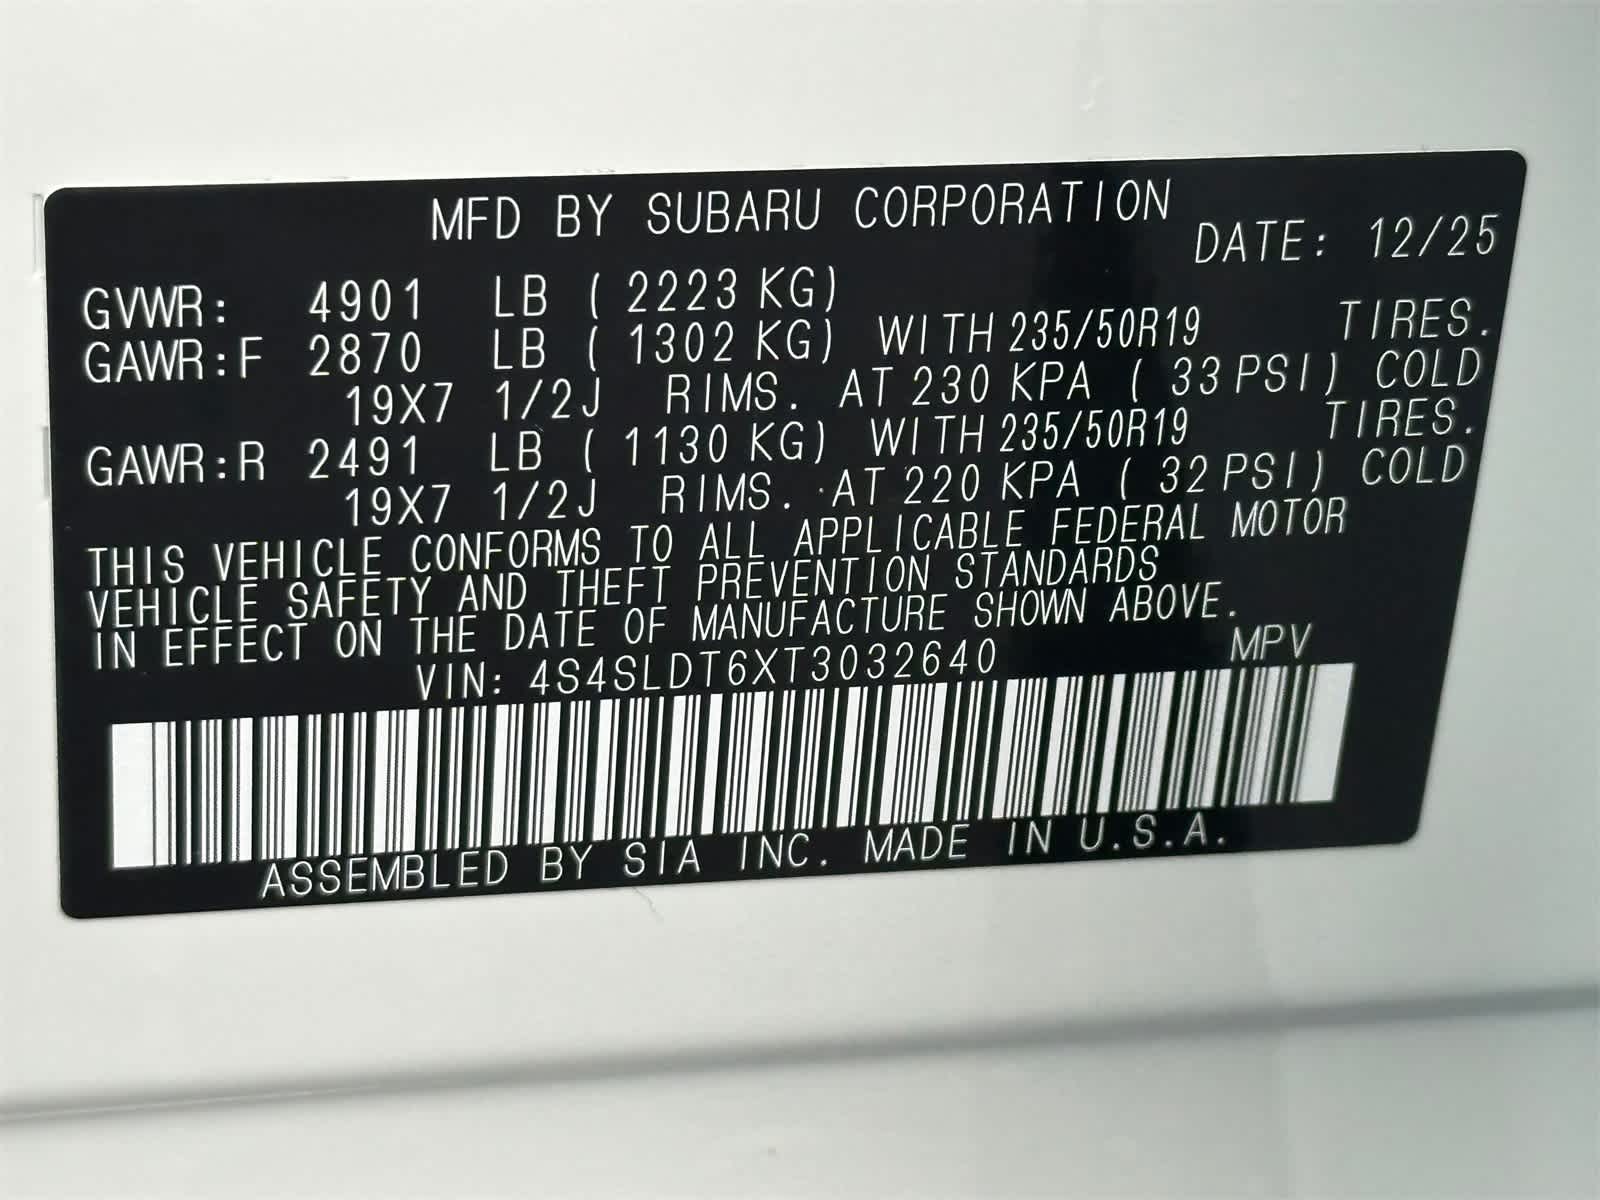 MFD BY SUBARU CORPORATION DATE: 12/25
GVWR: 4901 LB ( 2223 KG)
GAWR:F 2870 LB ( 1302 KG) WITH 235/50R19 TIRES.
19X7 1/2J RIMS. AT 230 KPA ( 33 PSI) COLD
GAWR:R 2491 LB ( 1130 KG) WITH 235/50R19 TIRES.
19X7 1/2J RIMS. AT 220 KPA ( 32 PSI) COLD
THIS VEHICLE CONFORMS TO ALL APPLICABLE FEDERAL MOTOR
VEHICLE SAFETY AND THEFT PREVENTION STANDARDS
IN EFFECT ON THE DATE OF MANUFACTURE SHOWN ABOVE.
VIN: 4S4SLDT6XT3032640 MPV
ASSEMBLED BY SIA INC. MADE IN U.S.A.